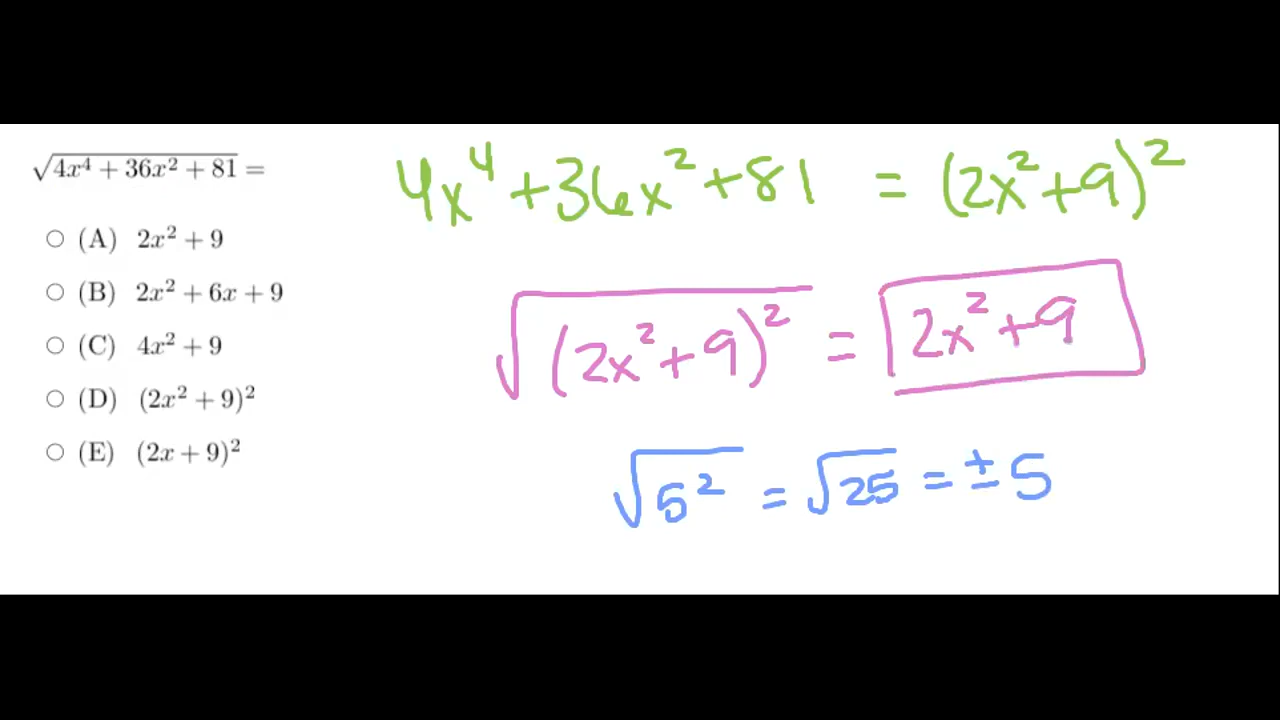 √(4x⁴ + 36x² + 81) =
(A) 2x² + 9
(B) 2x² + 6x + 9
(C) 4x² + 9
(D) (2x² + 9)²
(E) (2x + 9)²
4x⁴ + 36x² + 81 = (2x² + 9)²
√((2x² + 9)²) = 2x² + 9
√(5²) = √25 = ± 5